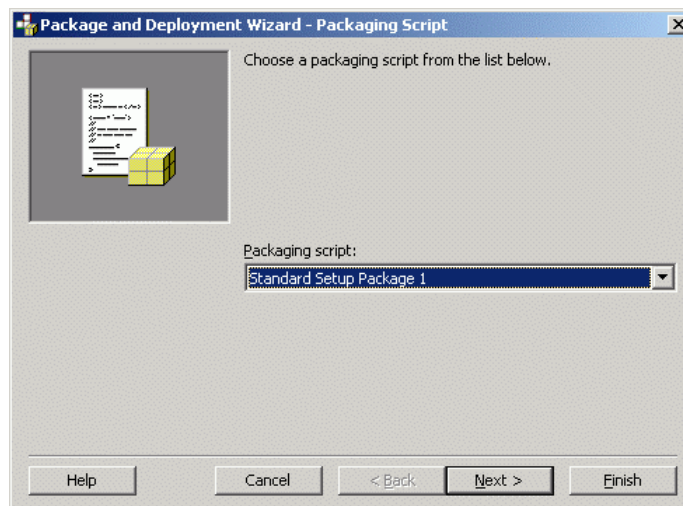 Package and Deployment Wizard - Packaging Script
Choose a packaging script from the list below.
Packaging script:
Standard Setup Package 1
Help
Cancel
< Back
Next >
Finish